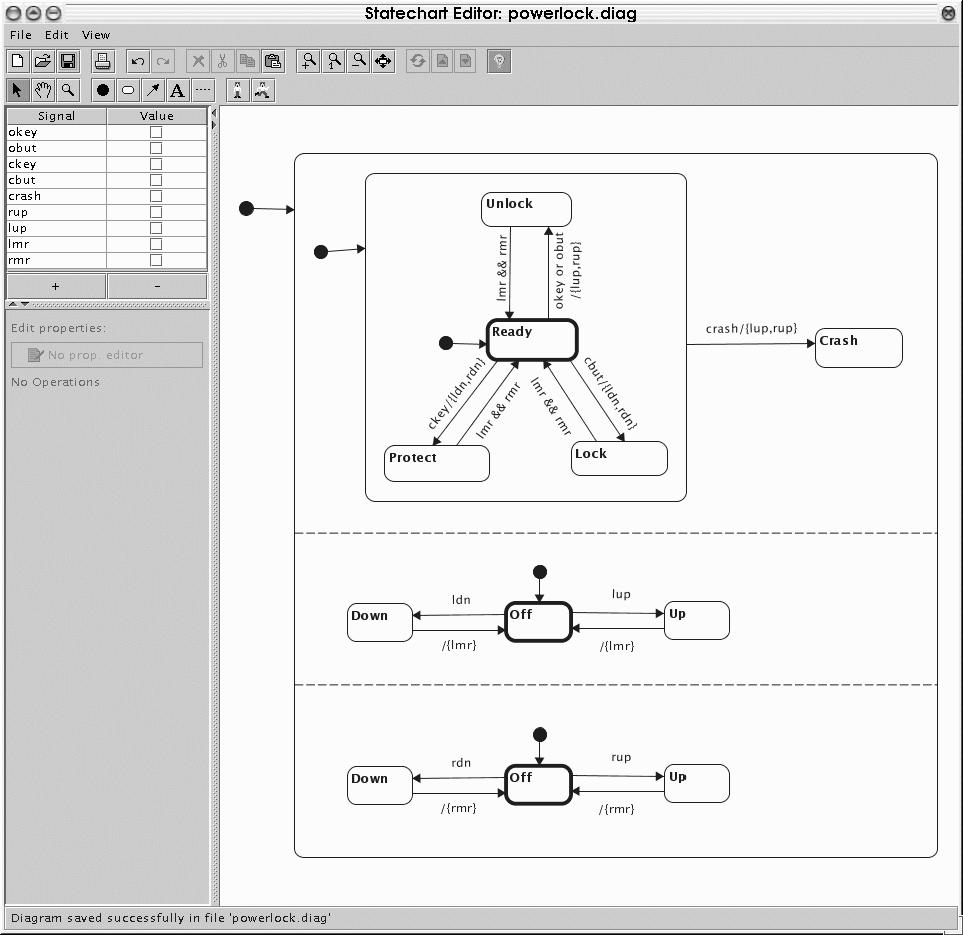 Statechart Editor: powerlock.diag
File Edit View
A
Signal Value
okey
obut
ckey
cbut
crash
rup
lup
lmr
rmr
+ -
Edit properties:
No prop. editor
No Operations
Unlock
lmr && rmr
okey or obut
/{lup,rup}
Ready
crash/{lup,rup}
Crash
ckey/{ldn,rdn}
lmr && rmr
lmr && rmr
cbut/{ldn,rdn}
Protect
Lock
ldn
lup
Down
Off
Up
/{lmr}
/{lmr}
rdn
rup
Down
Off
Up
/{rmr}
/{rmr}
Diagram saved successfully in file 'powerlock.diag'